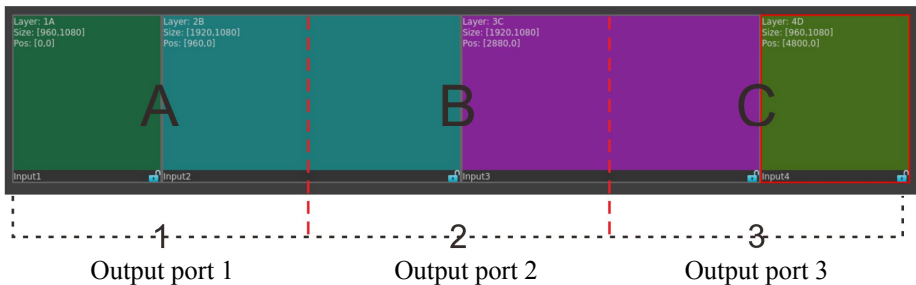 Layer: 1A
Size: [960,1080]
Pos: [0,0]
Layer: 2B
Size: [1920,1080]
Pos: [960,0]
Layer: 3C
Size: [1920,1080]
Pos: [2880,0]
Layer: 4D
Size: [960,1080]
Pos: [4800,0]
A
B
C
Input1
Input2
Input3
Input4
1
2
3
Output port 1
Output port 2
Output port 3